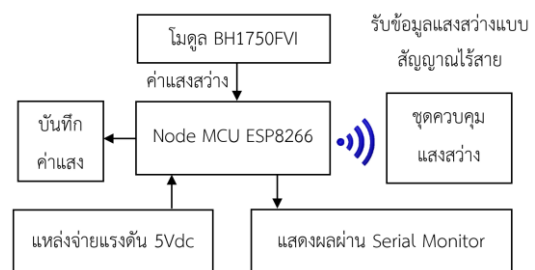 โมดูล BH1750FVI
รับข้อมูลแสงสว่างแบบ
สัญญาณไร้สาย
ค่าแสงสว่าง
บันทึก
ค่าแสง
Node MCU ESP8266
ชุดควบคุม
แสงสว่าง
แหล่งจ่ายแรงดัน 5Vdc
แสดงผลผ่าน Serial Monitor